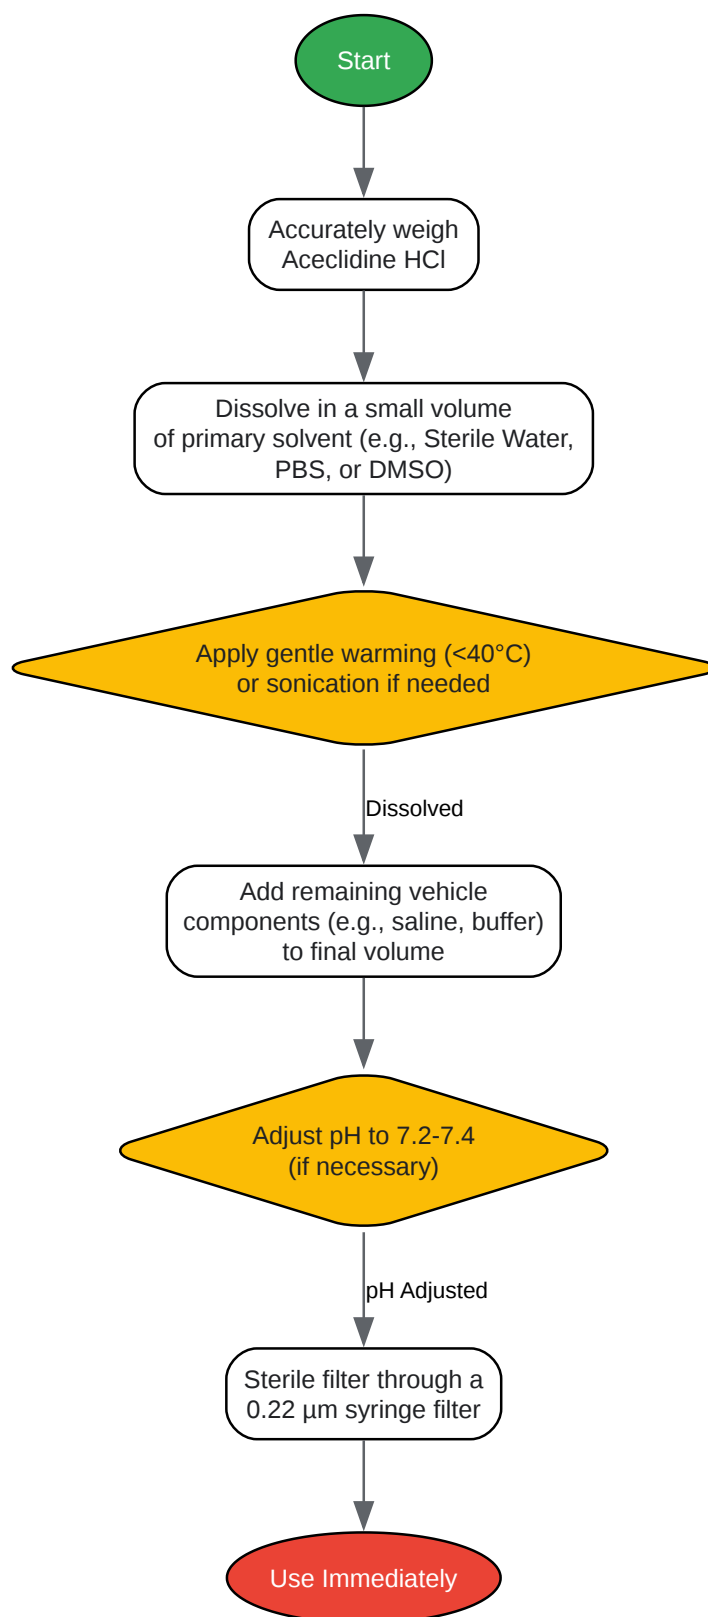 Start
Accurately weigh
Aceclidine HCl
Dissolve in a small volume
of primary solvent (e.g., Sterile Water,
PBS, or DMSO)
Apply gentle warming (<40°C)
or sonication if needed
Dissolved
Add remaining vehicle
components (e.g., saline, buffer)
to final volume
Adjust pH to 7.2-7.4
(if necessary)
pH Adjusted
Sterile filter through a
0.22 µm syringe filter
Use Immediately